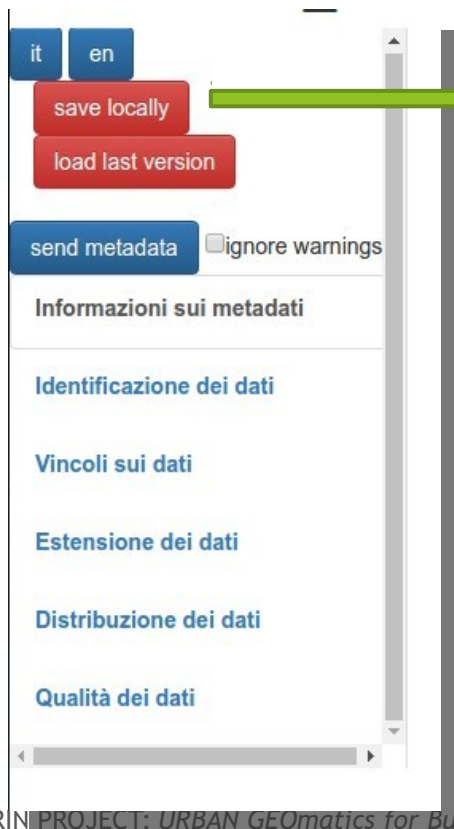 it en
save locally
load last version
send metadata ignore warnings
Informazioni sui metadati
Identificazione dei dati
Vincoli sui dati
Estensione dei dati
Distribuzione dei dati
Qualità dei dati
PROJECT: URBAN GEOmatics for